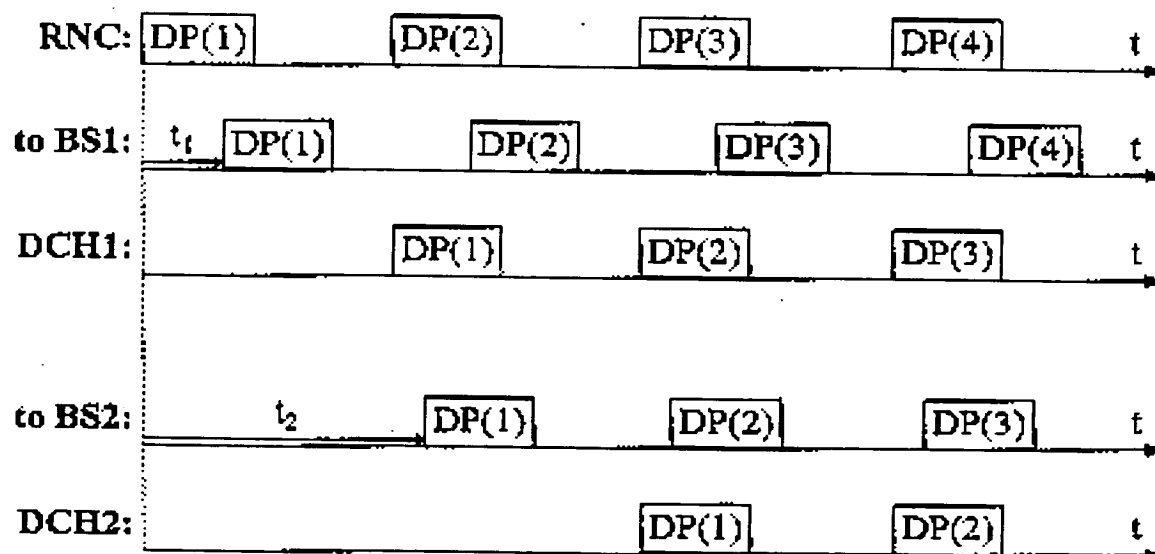 RNC: DP(1) DP(2) DP(3) DP(4) t
to BS1: t1 DP(1) DP(2) DP(3) DP(4) t
DCH1: DP(1) DP(2) DP(3) t
to BS2: t2 DP(1) DP(2) DP(3) t
DCH2: DP(1) DP(2) t